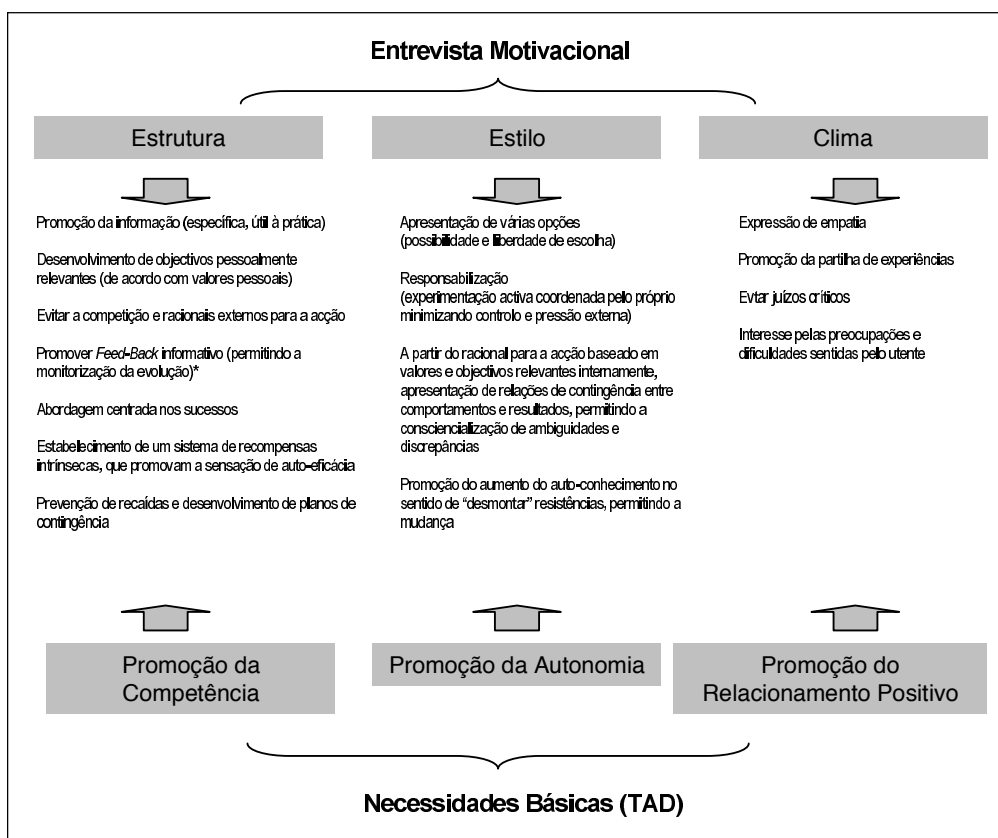 Entrevista Motivacional
Estrutura
Promoção da informação (específica, útil à prática)
Desenvolvimento de objectivos pessoalmente
relevantes (de acordo com valores pessoais)
Evitar a competição e racionais externos para a acção
Promover Feed-Back informativo (permitindo a
monitorização da evolução)*
Abordagem centrada nos sucessos
Estabelecimento de um sistema de recompensas
intrínsecas, que promovam a sensação de auto-eficácia
Prevenção de recaídas e desenvolvimento de planos de
contingência
Promoção da
Competência
Estilo
Apresentação de várias opções
(possibilidade e liberdade de escolha)
Responsabilização
(experimentação activa coordenada pelo próprio
minimizando controlo e pressão externa)
A partir do racional para a acção baseado em
valores e objectivos relevantes internamente,
apresentação de relações de contingência entre
comportamentos e resultados, permitindo a
consciencialização de ambiguidades e
discrepâncias
Promoção do aumento do auto-conhecimento no
sentido de "desmontar" resistências, permitindo a
mudança
Promoção da Autonomia
Clima
Expressão de empatia
Promoção da partilha de experiências
Evitar juízos críticos
Interesse pelas preocupações e
dificuldades sentidas pelo utente
Promoção do
Relacionamento Positivo
Necessidades Básicas (TAD)